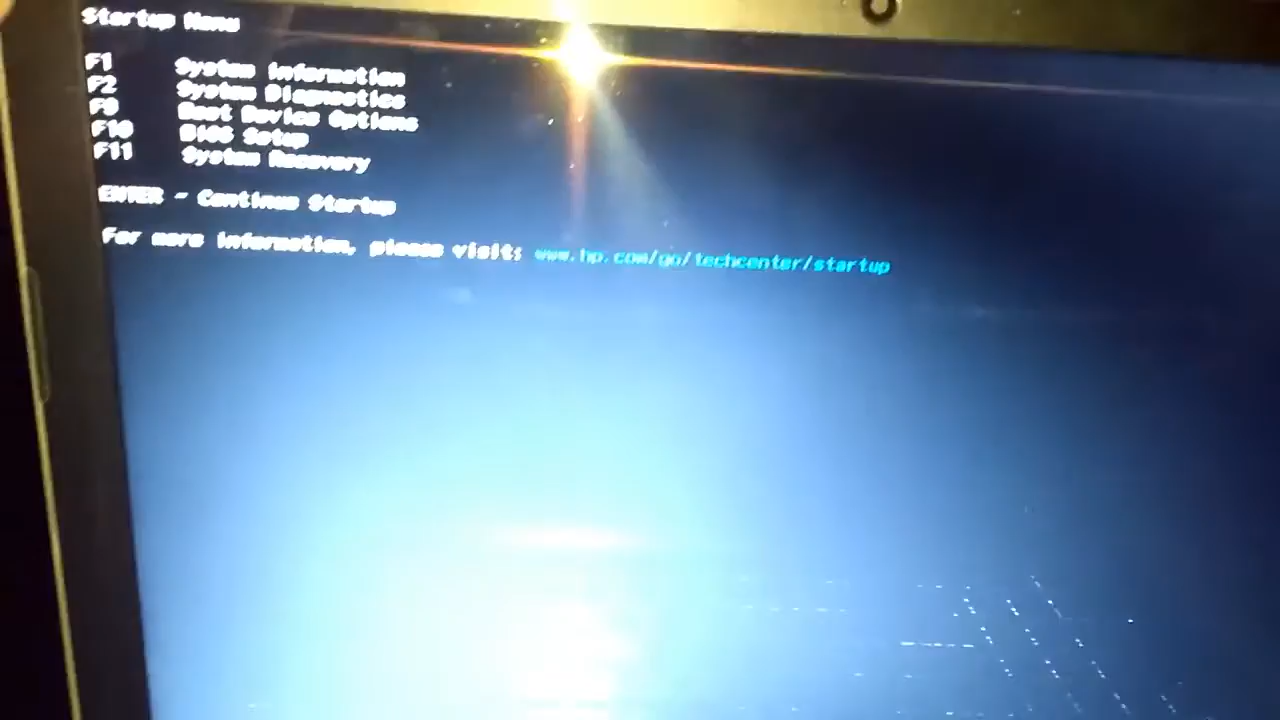 Startup Menu
F1 System Information
F2 System Diagnostics
F9 Boot Device Options
F10 BIOS Setup
F11 System Recovery
ENTER - Continue Startup
For more information, please visit: www.hp.com/go/techcenter/startup